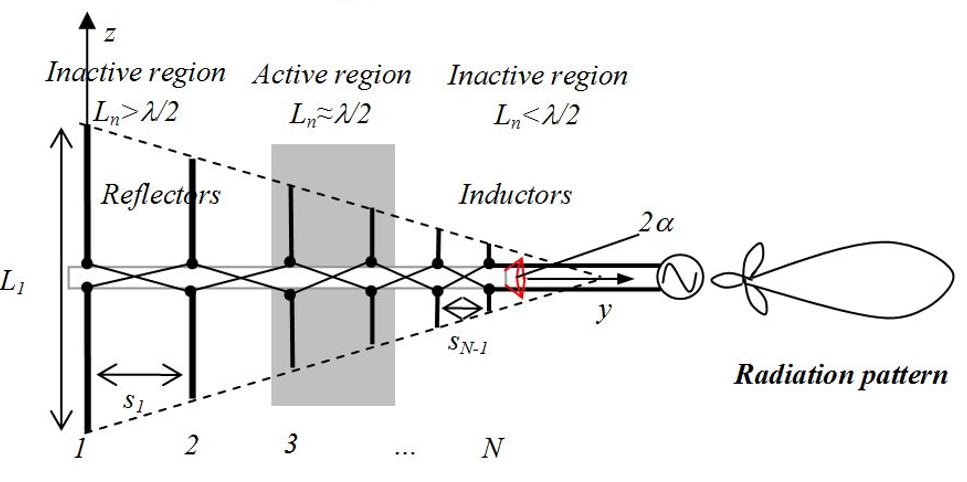 z
Inactive region Active region Inactive region
Lₙ>λ/2 Lₙ≈λ/2 Lₙ<λ/2
Reflectors Inductors
2α
L₁
y
s_N-1
Radiation pattern
s₁
1 2 3 ... N